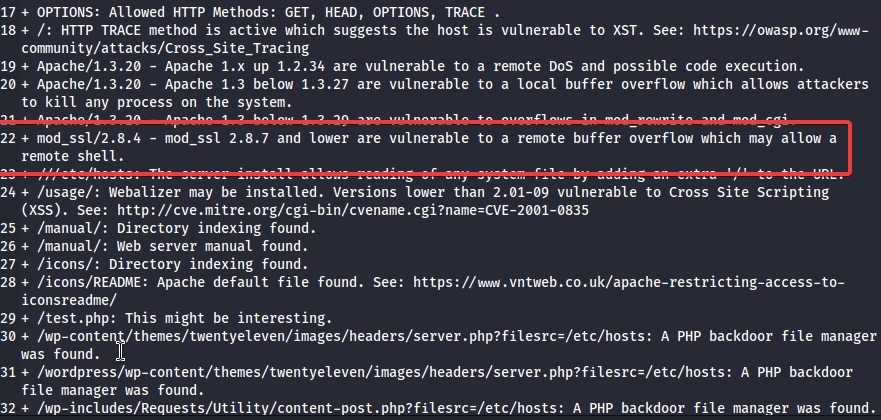 17 + OPTIONS: Allowed HTTP Methods: GET, HEAD, OPTIONS, TRACE .
18 + /: HTTP TRACE method is active which suggests the host is vulnerable to XST. See: https://owasp.org/www-
community/attacks/Cross_Site_Tracing
19 + Apache/1.3.20 - Apache 1.x up 1.2.34 are vulnerable to a remote DoS and possible code execution.
20 + Apache/1.3.20 - Apache 1.3 below 1.3.27 are vulnerable to a local buffer overflow which allows attackers
to kill any process on the system.
21 + Apache/1.3.20 - Apache 1.3 below 1.3.29 are vulnerable to overflows in mod_rewrite and mod_cgi.
22 + mod_ssl/2.8.4 - mod_ssl 2.8.7 and lower are vulnerable to a remote buffer overflow which may allow a
remote shell.
23 + ///etc/hosts: The server install allows reading of any system file by adding an extra '/' to the URL.
24 + /usage/: Webalizer may be installed. Versions lower than 2.01-09 vulnerable to Cross Site Scripting
(XSS). See: http://cve.mitre.org/cgi-bin/cvename.cgi?name=CVE-2001-0835
25 + /manual/: Directory indexing found.
26 + /manual/: Web server manual found.
27 + /icons/: Directory indexing found.
28 + /icons/README: Apache default file found. See: https://www.vntweb.co.uk/apache-restricting-access-to-
iconsreadme/
29 + /test.php: This might be interesting.
30 + /wp-content/themes/twentyeleven/images/headers/server.php?filesrc=/etc/hosts: A PHP backdoor file manager
was found.
31 + /wordpress/wp-content/themes/twentyeleven/images/headers/server.php?filesrc=/etc/hosts: A PHP backdoor
file manager was found.
32 + /wp-includes/Requests/Utility/content-post.php?filesrc=/etc/hosts: A PHP backdoor file manager was found.